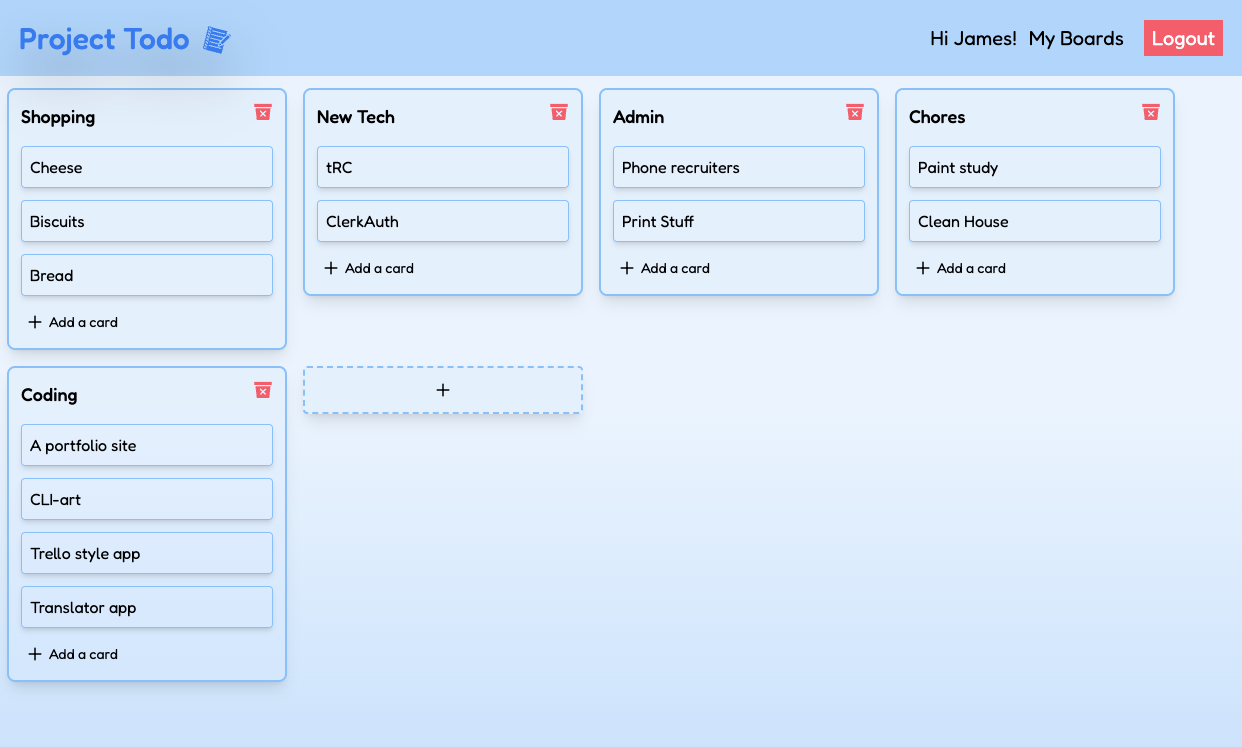 Project Todo
Hi James! My Boards Logout
Shopping
Cheese
Biscuits
Bread
+ Add a card
New Tech
tRC
ClerkAuth
+ Add a card
Admin
Phone recruiters
Print Stuff
+ Add a card
Chores
Paint study
Clean House
+ Add a card
Coding
A portfolio site
CLI-art
Trello style app
Translator app
+ Add a card
+